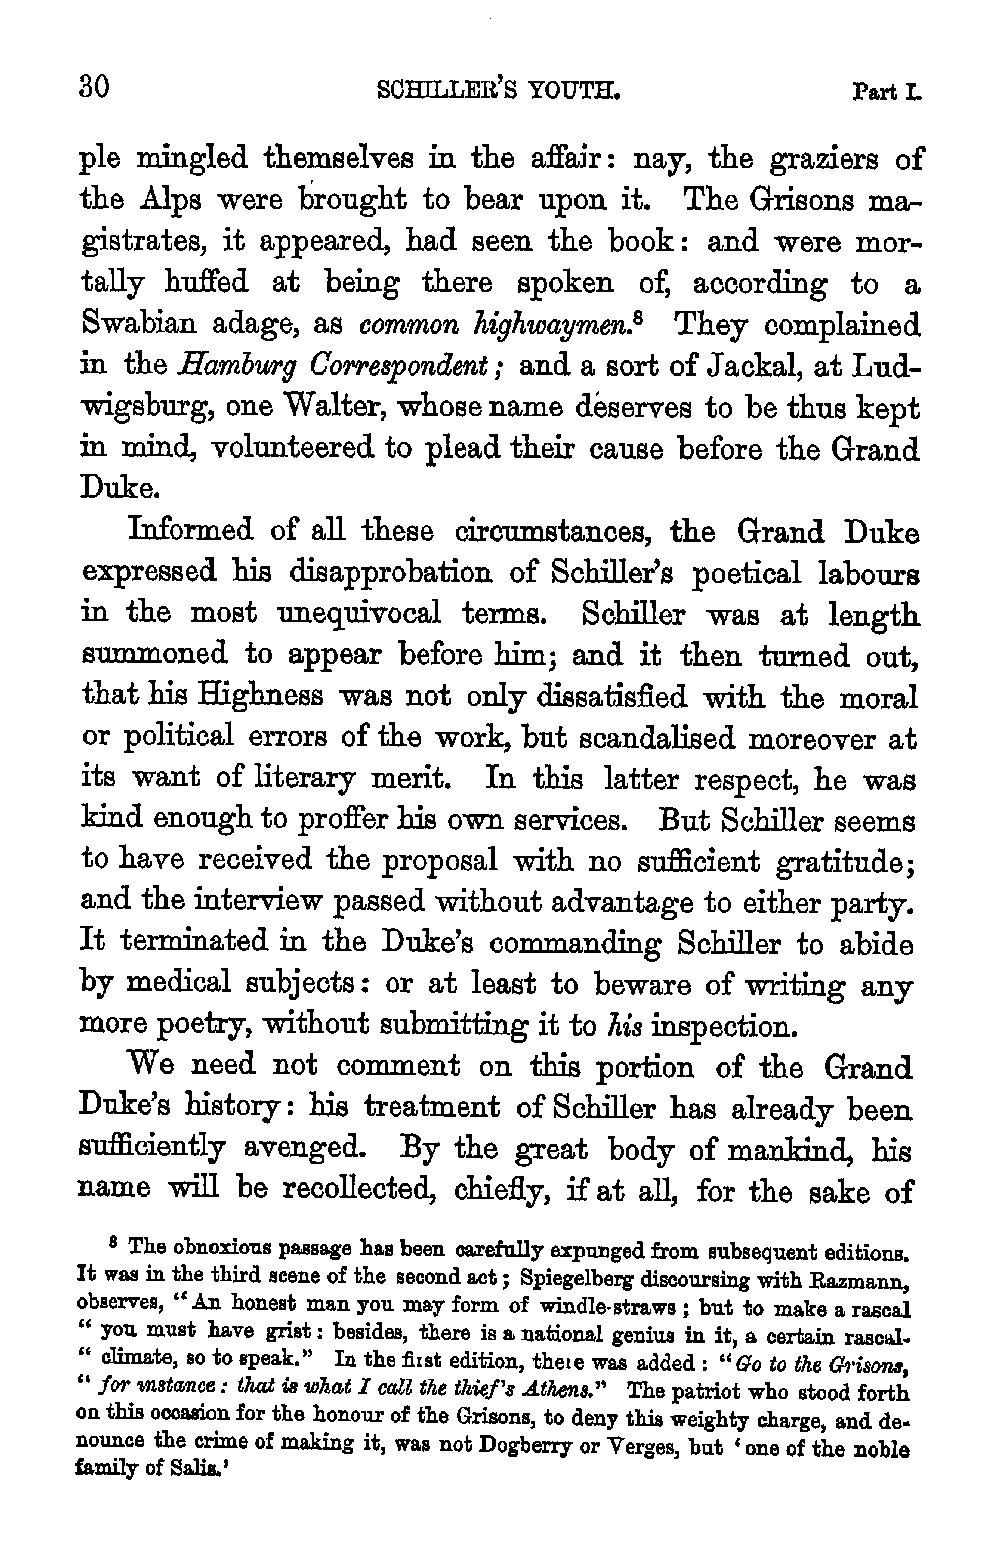 30 SCHILLER'S YOUTH. Part I.
ple mingled themselves in the affair: nay, the graziers of
the Alps were brought to bear upon it. The Grisons ma-
gistrates, it appeared, had seen the book: and were mor-
tally huffed at being there spoken of, according to a
Swabian adage, as common highwaymen.⁸ They complained
in the Hamburg Correspondent; and a sort of Jackal, at Lud-
wigsburg, one Walter, whose name deserves to be thus kept
in mind, volunteered to plead their cause before the Grand
Duke.
Informed of all these circumstances, the Grand Duke
expressed his disapprobation of Schiller's poetical labours
in the most unequivocal terms. Schiller was at length
summoned to appear before him; and it then turned out,
that his Highness was not only dissatisfied with the moral
or political errors of the work, but scandalised moreover at
its want of literary merit. In this latter respect, he was
kind enough to proffer his own services. But Schiller seems
to have received the proposal with no sufficient gratitude;
and the interview passed without advantage to either party.
It terminated in the Duke's commanding Schiller to abide
by medical subjects: or at least to beware of writing any
more poetry, without submitting it to his inspection.
We need not comment on this portion of the Grand
Duke's history: his treatment of Schiller has already been
sufficiently avenged. By the great body of mankind, his
name will be recollected, chiefly, if at all, for the sake of
⁸ The obnoxious passage has been carefully expunged from subsequent editions.
It was in the third scene of the second act; Spiegelberg discoursing with Razmann,
observes, "An honest man you may form of windle-straws; but to make a rascal
" you must have grist: besides, there is a national genius in it, a certain rascal-
" climate, so to speak." In the first edition, there was added: "Go to the Grisons,
" for instance: that is what I call the thief's Athens." The patriot who stood forth
on this occasion for the honour of the Grisons, to deny this weighty charge, and de-
nounce the crime of making it, was not Dogberry or Verges, but 'one of the noble
family of Salis.'